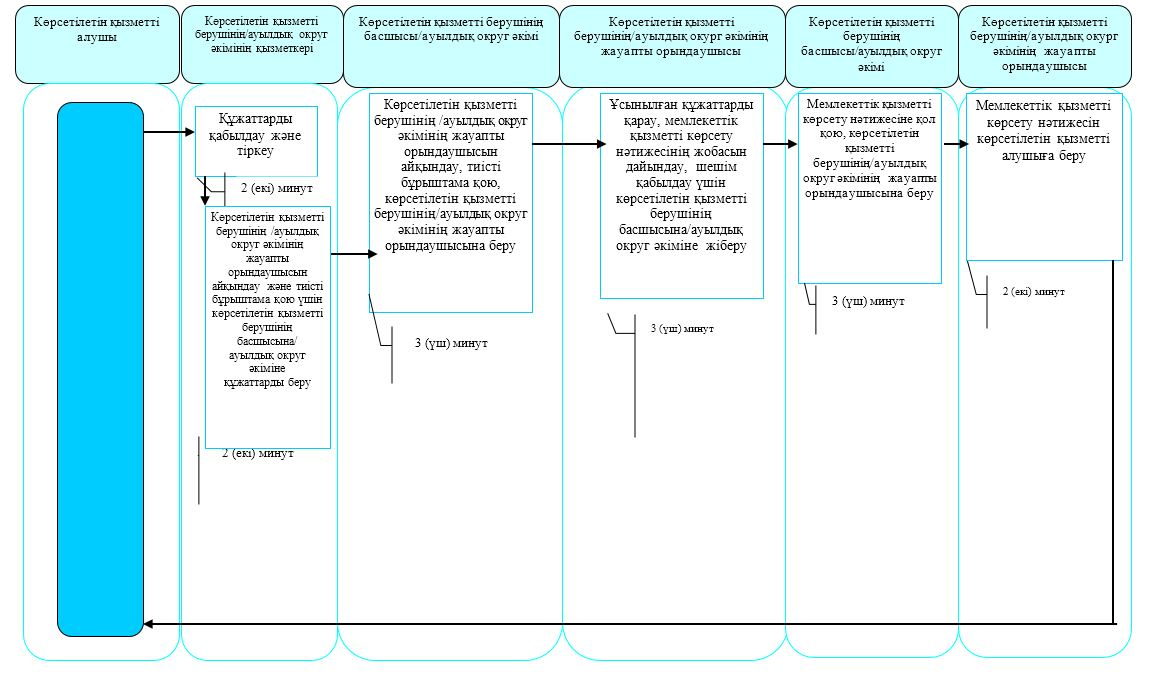 Көрсетілетін қызметті
алушы
Көрсетілетін қызметті
берушінің/ауылдық округ
әкімінің қызметкері
Көрсетілетін қызметті берушінің
басшысы/ауылдық округ әкімі
Көрсетілетін қызметті
берушінің/ауылдық окург әкімінің
жауапты орындаушысы
Көрсетілетін қызметті
берушінің
басшысы/ауылдық округ
әкімі
Көрсетілетін қызметті
берушінің/ауылдық окург
әкімінің жауапты
орындаушысы
Құжаттарды
қабылдау және
тіркеу
2 (екі) минут
Көрсетілетін қызметті
берушінің /ауылдық
округ әкімінің
жауапты
орындаушысын
айқындау және тиісті
бұрыштама қою үшін
көрсетілетін қызметті
берушінің
басшысына/
ауылдық округ
әкіміне
құжаттарды беру
2 (екі) минут
Көрсетілетін қызметті
берушінің /ауылдық округ
әкімінің жауапты
орындаушысын
айқындау, тиісті
бұрыштама қою,
көрсетілетін қызметті
берушінің/ауылдық округ
әкімінің жауапты
орындаушысына беру
3 (үш) минут
Ұсынылған құжаттарды
қарау, мемлекеттік
қызметті көрсету
нәтижесінің жобасын
дайындау, шешім
қабылдау үшін
көрсетілетін қызметті
берушінің
басшысына/ауылдық
округ әкіміне жіберу
3 (үш) минут
Мемлекеттік қызметті
көрсету нәтижесіне қол
қою, көрсетілетін
қызметті
берушінің/ауылдық
округ әкімінің жауапты
орындаушысына беру
3 (үш) минут
Мемлекеттік қызметті
көрсету нәтижесін
көрсетілетін қызметті
алушыға беру
2 (екі) минут